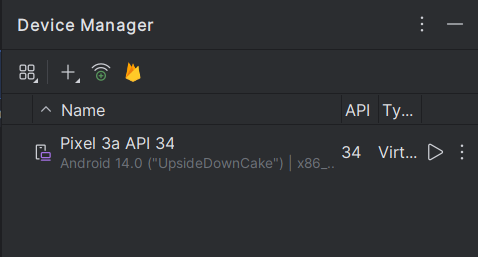 Device Manager
Name API Ty...
Pixel 3a API 34
Android 14.0 ("UpsideDownCake") | x86_... 34 Virt...